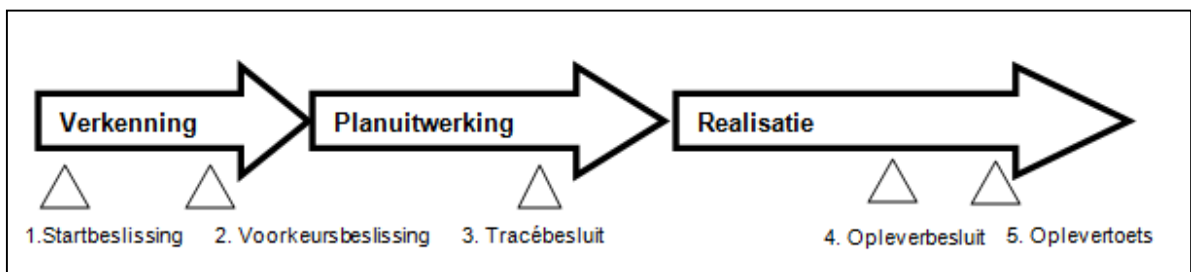 Verkenning Planuitwerking Realisatie
1.Startbeslissing 2. Voorkeursbeslissing 3. Tracébesluit 4. Opleverbesluit 5. Oplevertoets